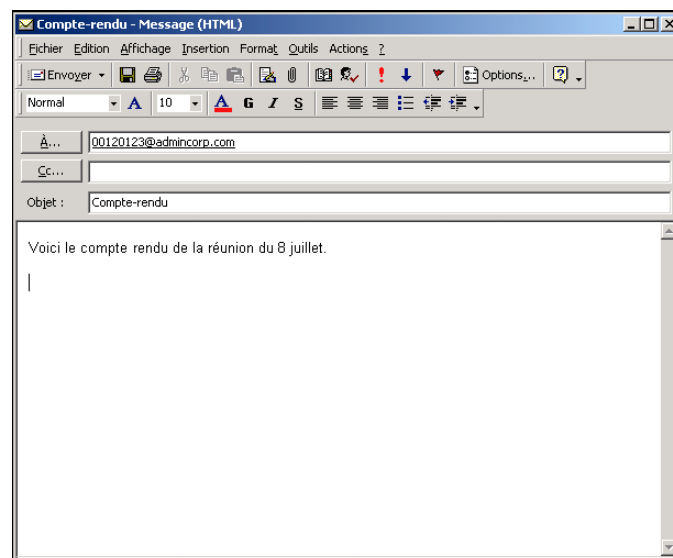 Compte-rendu - Message (HTML)
Fichier Edition Affichage Insertion Format Outils Actions ?
Envoyer Options... ?
Normal A 10 A G I S
À...
00120123@admincorp.com
Cc...
Objet : Compte-rendu
Voici le compte rendu de la réunion du 8 juillet.